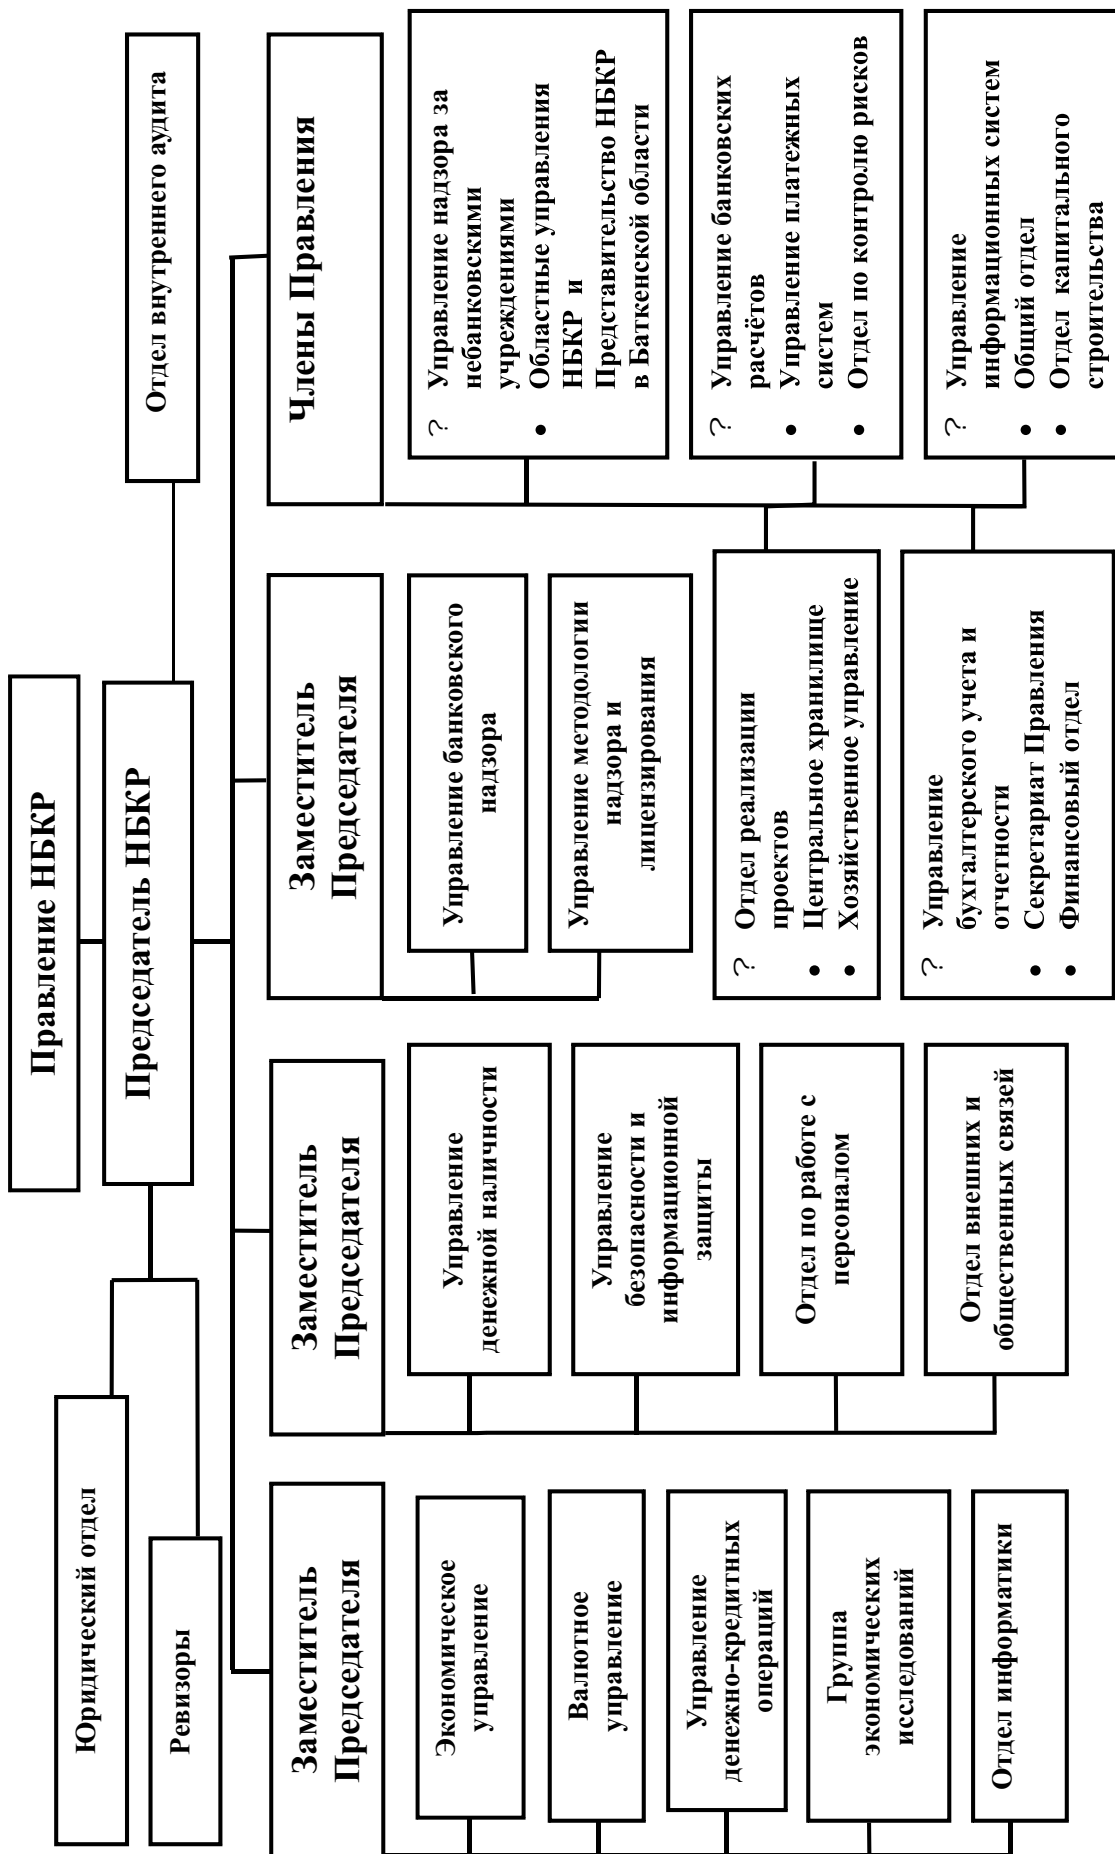 Правление НБКР
Председатель НБКР
Юридический отдел
Ревизоры
Отдел внутреннего аудита
Заместитель
Председателя
Экономическое
управление
Валютное
управление
Управление
денежно-кредитных
операций
Группа
экономических
исследований
Отдел информатики
Заместитель
Председателя
Управление
денежной наличности
Управление
безопасности и
информационной
защиты
Отдел по работе с
персоналом
Отдел внешних и
общественных связей
Заместитель
Председателя
Управление банковского
надзора
Управление методологии
надзора и
лицензирования
Члены Правления
? Управление надзора за
небанковскими
учреждениями
• Областные управления
НБКР и
Представительство НБКР
в Баткенской области
? Управление банковских
расчётов
• Управление платежных
систем
• Отдел по контролю рисков
? Управление
информационных систем
• Общий отдел
• Отдел капитального
строительства
? Отдел реализации
проектов
• Центральное хранилище
• Хозяйственное управление
? Управление
бухгалтерского учета и
отчетности
• Секретариат Правления
• Финансовый отдел